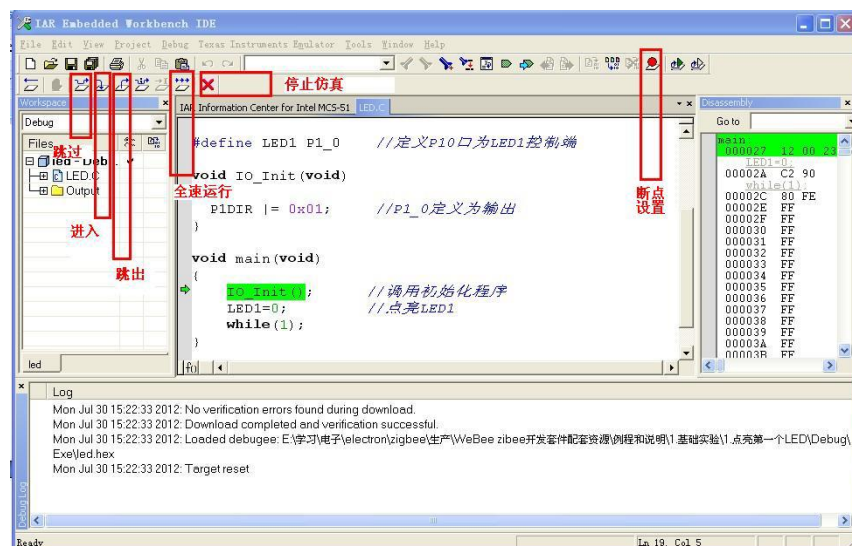 IAR Embedded Workbench IDE
File Edit View Project Debug Texas Instruments Emulator Tools Window Help
停止仿真
Workspace
IAR Information Center for Intel MCS-51 LED.C
Disassembly
Debug
Go to
Files
跳过
led - Deb
LED.C
Output
进入
跳出
全速运行
断点
设置
#define LED1 P1_0 //定义P10口为LED1控制端
void IO_Init(void)
P1DIR |= 0x01; //P1_0定义为输出
}
void main(void)
{
IO_Init(); //调用初始化程序
LED1=0; //点亮LED1
while(1);
}
main:
000027 12 00 23
LED1=0;
00002A C2 90
while(1);
00002C 80 FE
00002E FF
00002F FF
000030 FF
000031 FF
000032 FF
000033 FF
000034 FF
000035 FF
000036 FF
000037 FF
000038 FF
000039 FF
00003A FF
00003B FF
led
f()
Log
Mon Jul 30 15:22:33 2012: No verification errors found during download.
Mon Jul 30 15:22:33 2012: Download completed and verification successful.
Mon Jul 30 15:22:33 2012: Loaded debugee: E:\学习\电子\electron\zigbee\生产\WeBee zibee开发套件配套资源\例程和说明\1.基础实验\1.点亮第一个LED\Debug\
Exe\led.hex
Mon Jul 30 15:22:33 2012: Target reset
Debug Log
Ready
Ln 19, Col 5